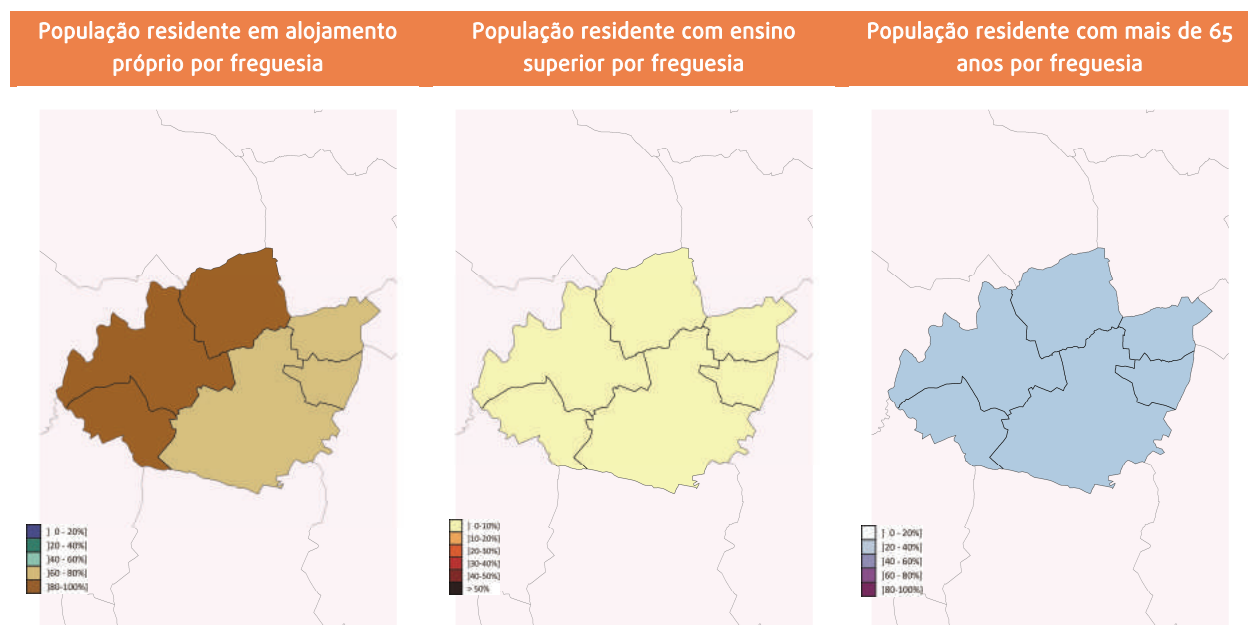 População residente em alojamento
próprio por freguesia
População residente com ensino
superior por freguesia
População residente com mais de 65
anos por freguesia
] 0 - 20%]
]20 - 40%]
]40 - 60%]
]60 - 80%]
]80-100%]
] 0-10%]
]10-20%]
]20-30%]
]30-40%]
]40-50%]
> 50%
] 0 - 20%]
]20 - 40%]
]40 - 60%]
]60 - 80%]
]80-100%]